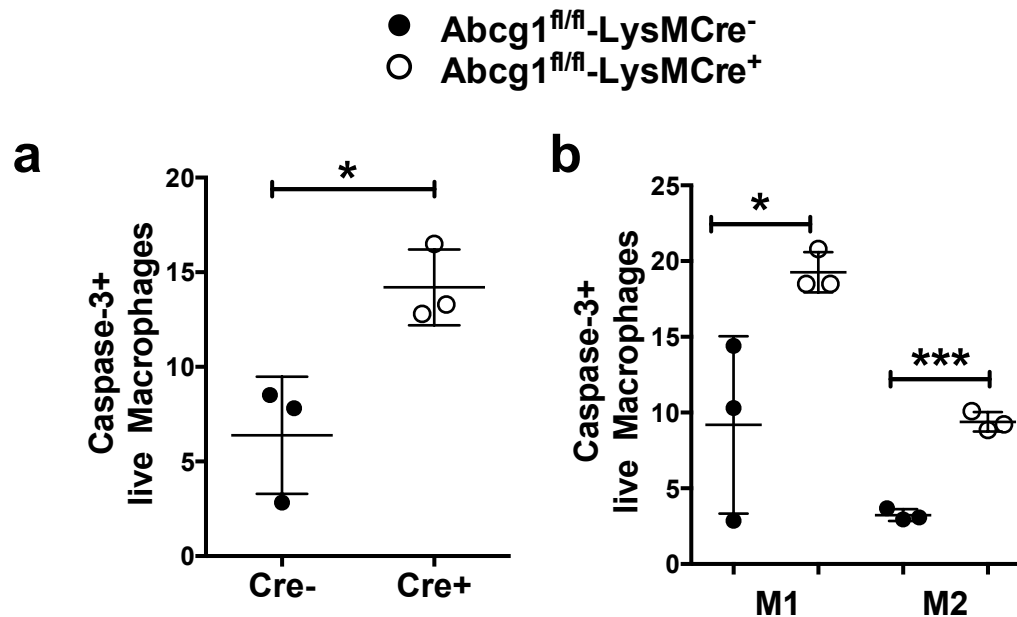 Abcg1fl/fl-LysMCre-
Abcg1fl/fl-LysMCre+
a
Caspase-3+
live Macrophages
20
15
10
5
0
*
Cre-
Cre+
b
Caspase-3+
live Macrophages
25
20
15
10
5
0
*
***
M1
M2